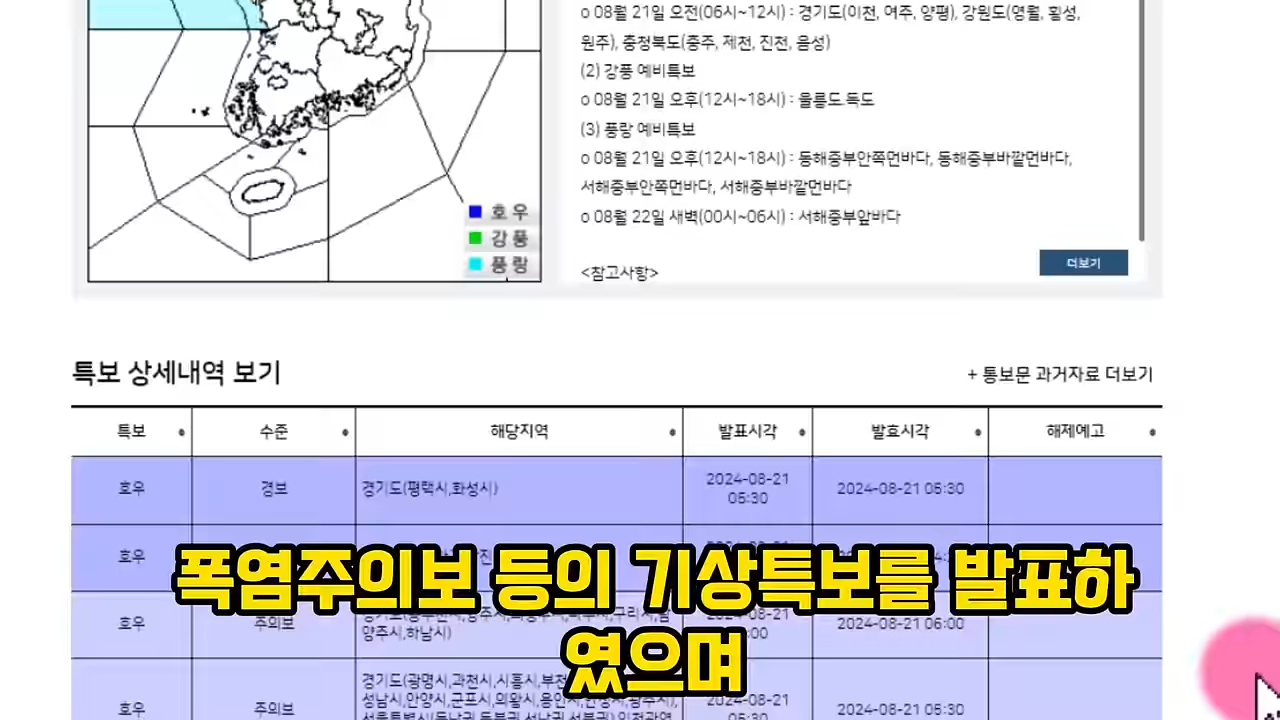 o 08월 21일 오전(06시~12시) : 경기도(이천, 여주, 양평), 강원도(영월, 횡성,
원주), 충청북도(충주, 제천, 진천, 음성)
(2) 강풍 예비특보
o 08월 21일 오후(12시~18시) : 울릉도.독도
(3) 풍랑 예비특보
o 08월 21일 오후(12시~18시) : 동해중부안쪽먼바다, 동해중부바깥먼바다,
서해중부안쪽먼바다, 서해중부바깥먼바다
o 08월 22일 새벽(00시~06시) : 서해중부앞바다
<참고사항>
더보기
호우
강풍
풍랑
특보 상세내역 보기
+ 통보문 과거자료 더보기
특보 수준 해당지역 발표시각 발효시각 해제예고
호우 경보 경기도(평택시,화성시) 2024-08-21 05:30 2024-08-21 05:30
호우
호우 주의보 양주시,하남시) 2024-08-21 06:00
호우 주의보 경기도(광명시,과천시,시흥시,부천
성남시,안양시,군포시,의왕시,용인시
2024-08-21
05:30
2024-08-21 05:30
폭염주의보 등의 기상특보를 발표하
였으며